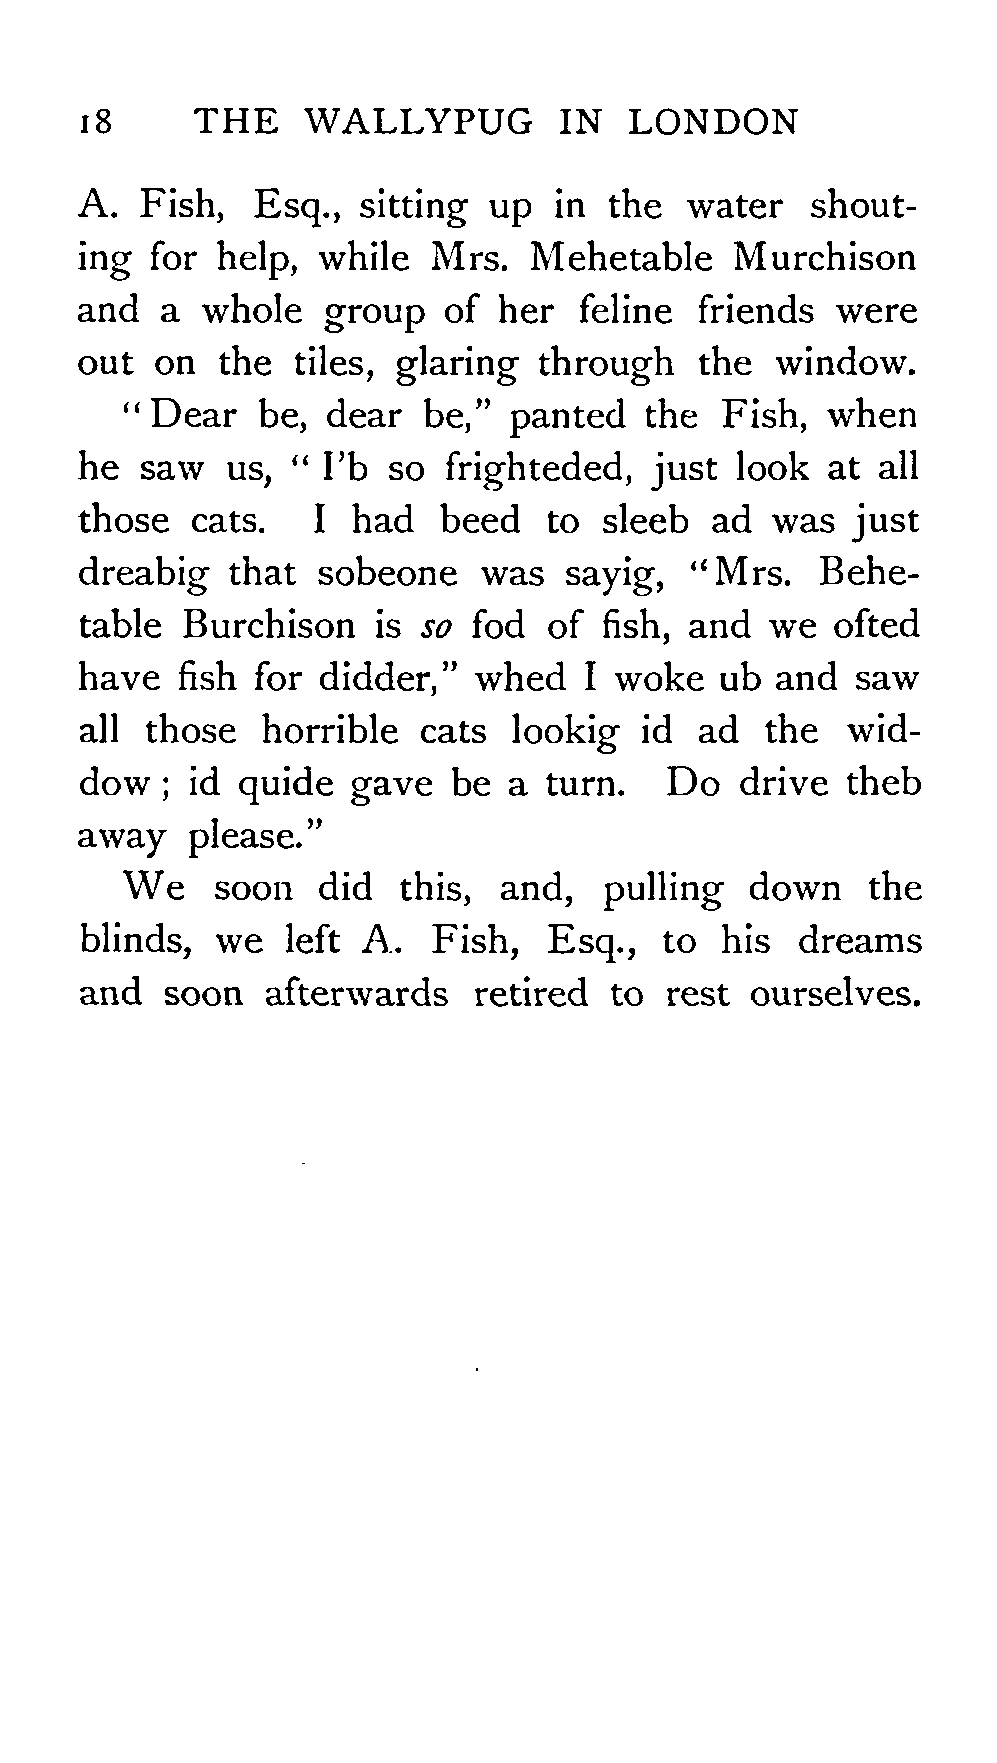 18 THE WALLYPUG IN LONDON
A. Fish, Esq., sitting up in the water shout-
ing for help, while Mrs. Mehetable Murchison
and a whole group of her feline friends were
out on the tiles, glaring through the window.
"Dear be, dear be," panted the Fish, when
he saw us, "I'b so frighteded, just look at all
those cats. I had beed to sleeb ad was just
dreabig that sobeone was sayig, "Mrs. Behe-
table Burchison is so fod of fish, and we ofted
have fish for didder," whed I woke ub and saw
all those horrible cats lookig id ad the wid-
dow; id quide gave be a turn. Do drive theb
away please."
We soon did this, and, pulling down the
blinds, we left A. Fish, Esq., to his dreams
and soon afterwards retired to rest ourselves.